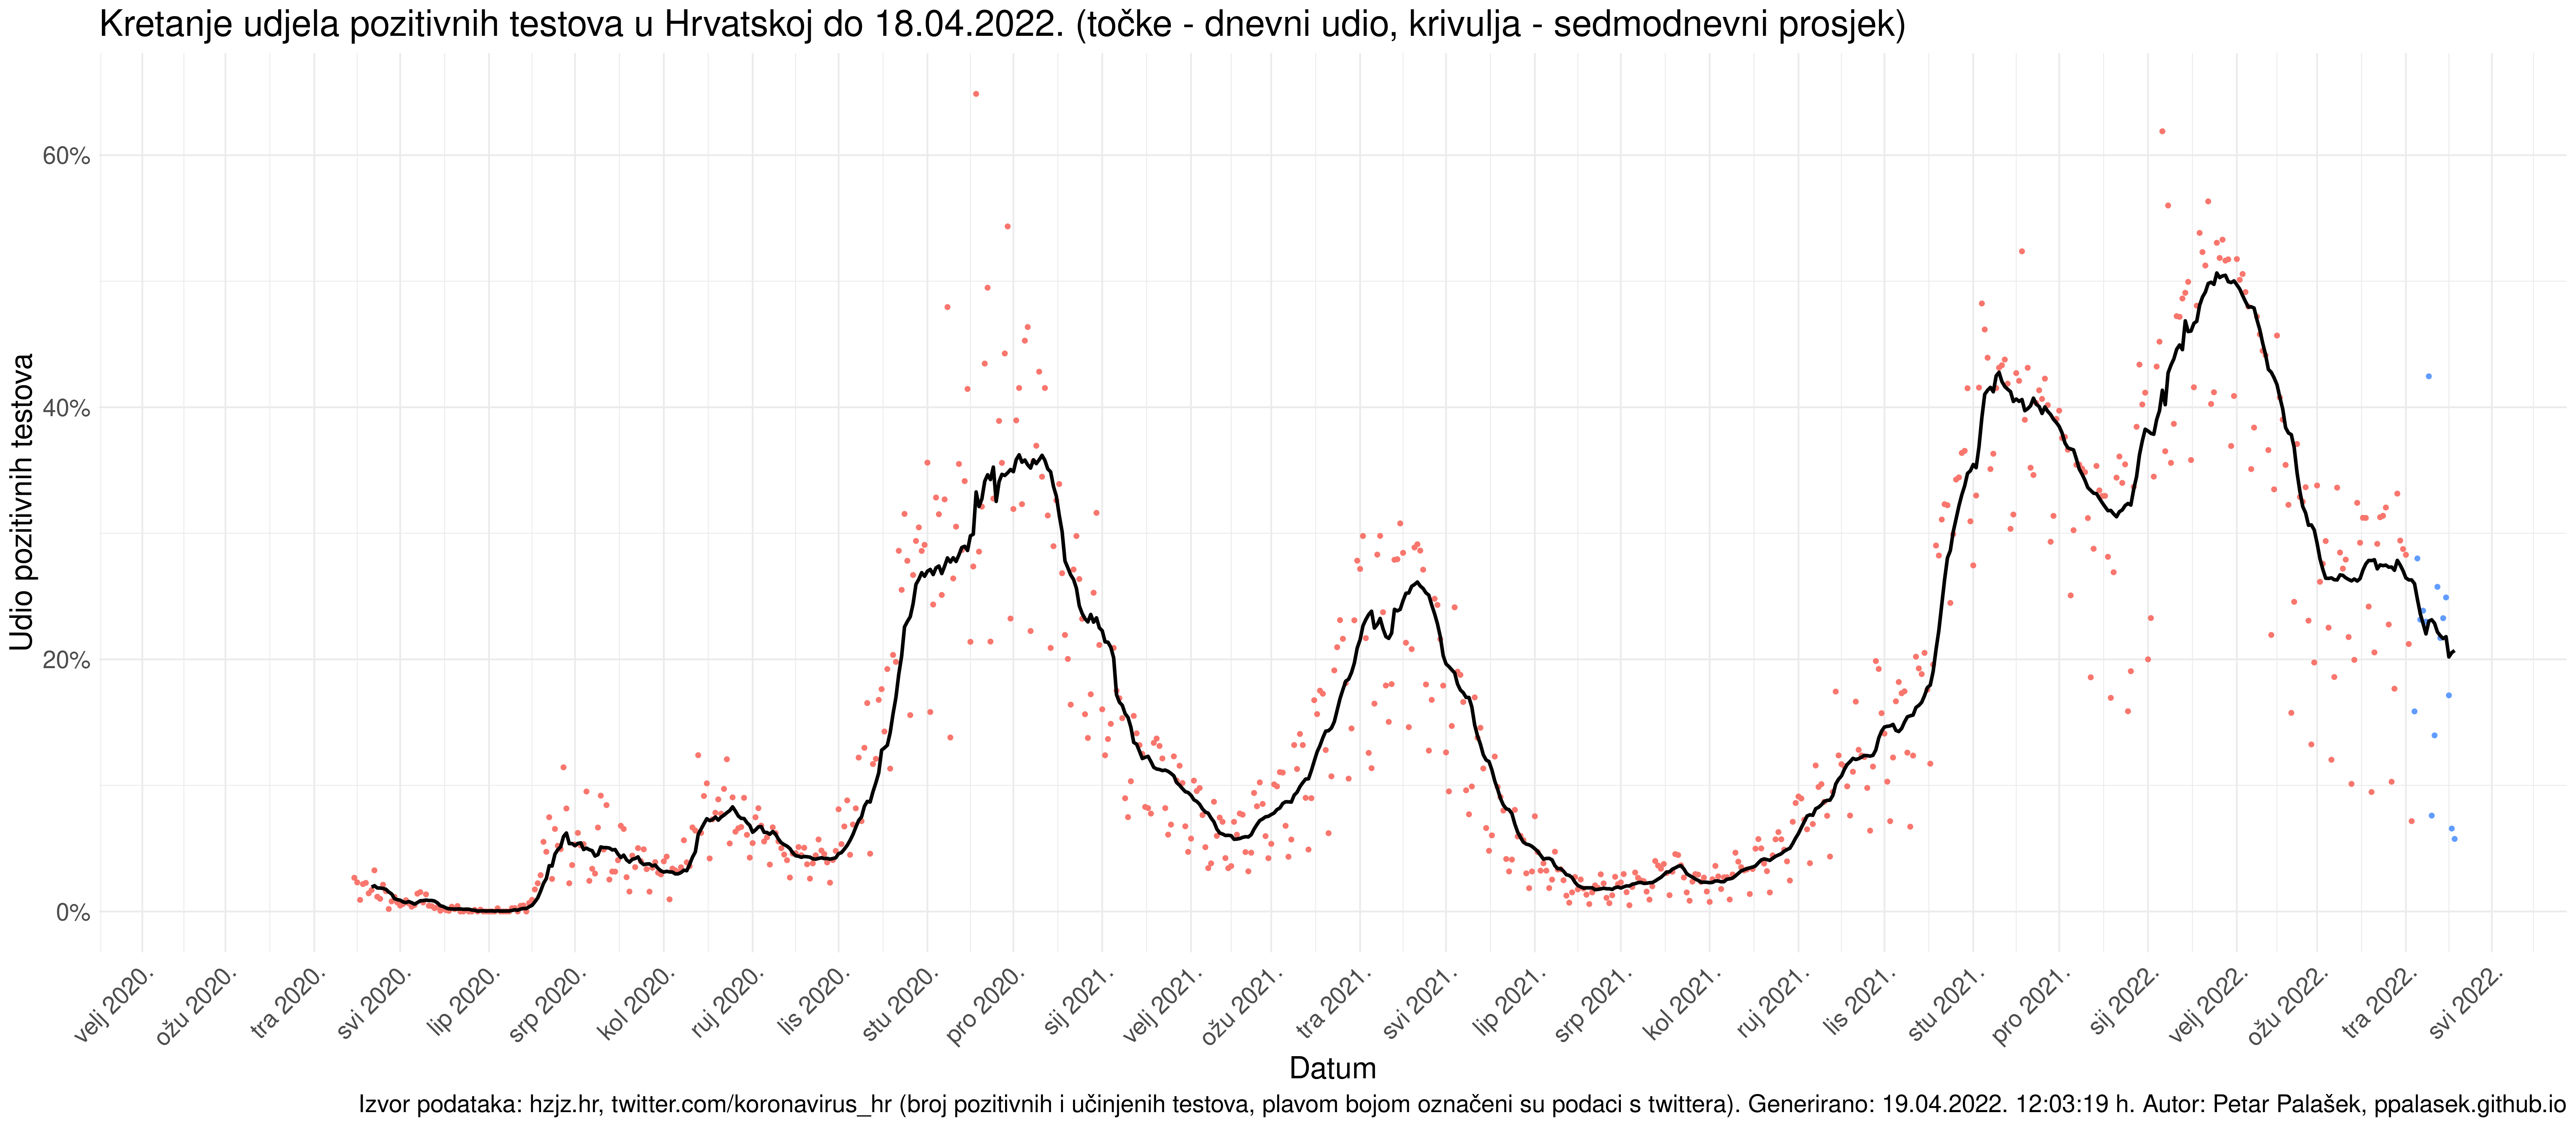 Kretanje udjela pozitivnih testova u Hrvatskoj do 18.04.2022. (točke - dnevni udio, krivulja - sedmodnevni prosjek)
Udio pozitivnih testova
60%
40%
20%
0%
velj 2020.
ožu 2020.
tra 2020.
svi 2020.
lip 2020.
srp 2020.
kol 2020.
ruj 2020.
lis 2020.
stu 2020.
pro 2020.
sij 2021.
velj 2021.
ožu 2021.
tra 2021.
svi 2021.
lip 2021.
srp 2021.
kol 2021.
ruj 2021.
lis 2021.
stu 2021.
pro 2021.
sij 2022.
velj 2022.
ožu 2022.
tra 2022.
svi 2022.
Datum
Izvor podataka: hzjz.hr, twitter.com/koronavirus_hr (broj pozitivnih i učinjenih testova, plavom bojom označeni su podaci s twittera). Generirano: 19.04.2022. 12:03:19 h. Autor: Petar Palašek, ppalasek.github.io